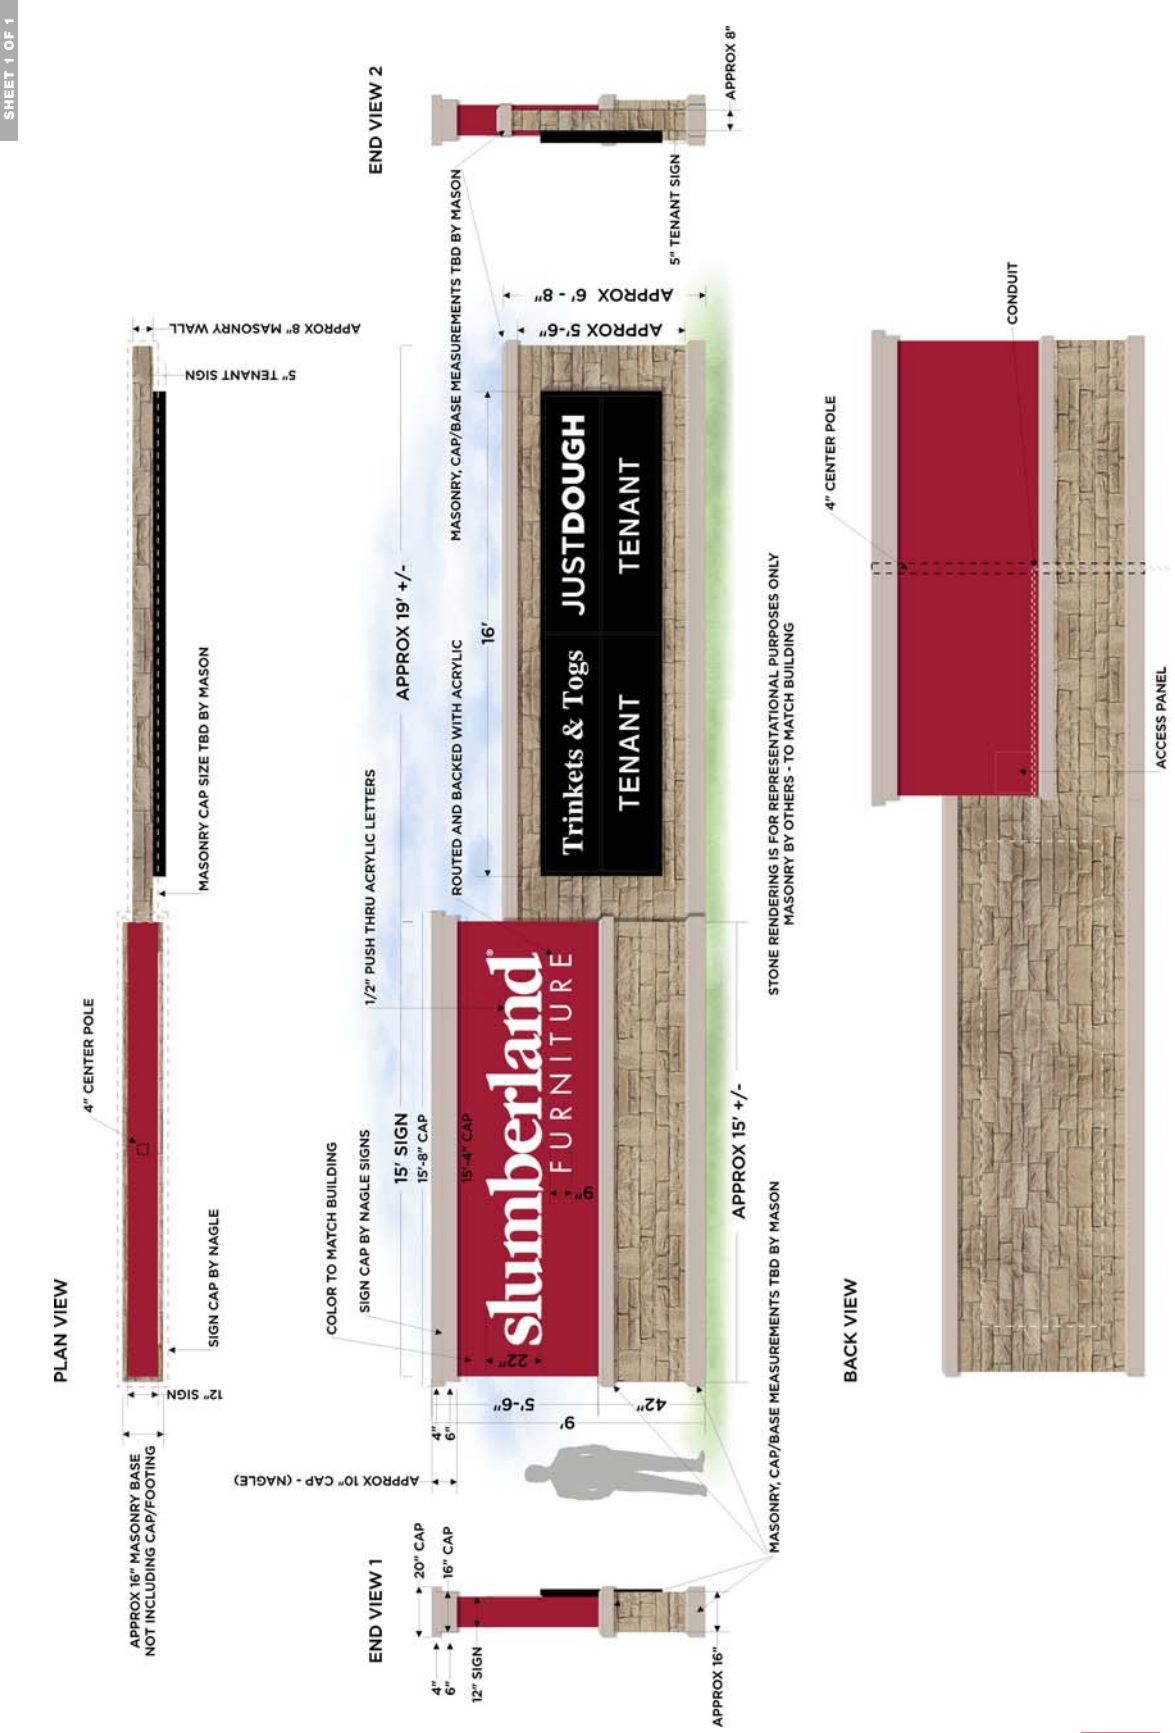 SHEET 1 OF 1
PLAN VIEW
APPROX 16" MASONRY BASE
NOT INCLUDING CAP/FOOTING
12" SIGN
SIGN CAP BY NAGLE
4" CENTER POLE
MASONRY CAP SIZE TBD BY MASON
5" TENANT SIGN
APPROX 8" MASONRY WALL
END VIEW 1
20" CAP
16" CAP
4"
6"
12" SIGN
APPROX 16"
APPROX 10" CAP - (NAGLE)
4"
6"
9'
5'-6"
42"
COLOR TO MATCH BUILDING
SIGN CAP BY NAGLE SIGNS
15' SIGN
15'-8" CAP
15'-4" CAP
1/2" PUSH THRU ACRYLIC LETTERS
ROUTED AND BACKED WITH ACRYLIC
APPROX 19' +/-
16'
MASONRY, CAP/BASE MEASUREMENTS TBD BY MASON
22"
9"
slumberland®
FURNITURE
Trinkets & Togs
JUSTDOUGH
TENANT
TENANT
APPROX 5'-6"
APPROX 6' - 8"
APPROX 15' +/-
MASONRY, CAP/BASE MEASUREMENTS TBD BY MASON
STONE RENDERING IS FOR REPRESENTATIONAL PURPOSES ONLY
MASONRY BY OTHERS - TO MATCH BUILDING
END VIEW 2
5" TENANT SIGN
APPROX 8"
BACK VIEW
4" CENTER POLE
CONDUIT
ACCESS PANEL